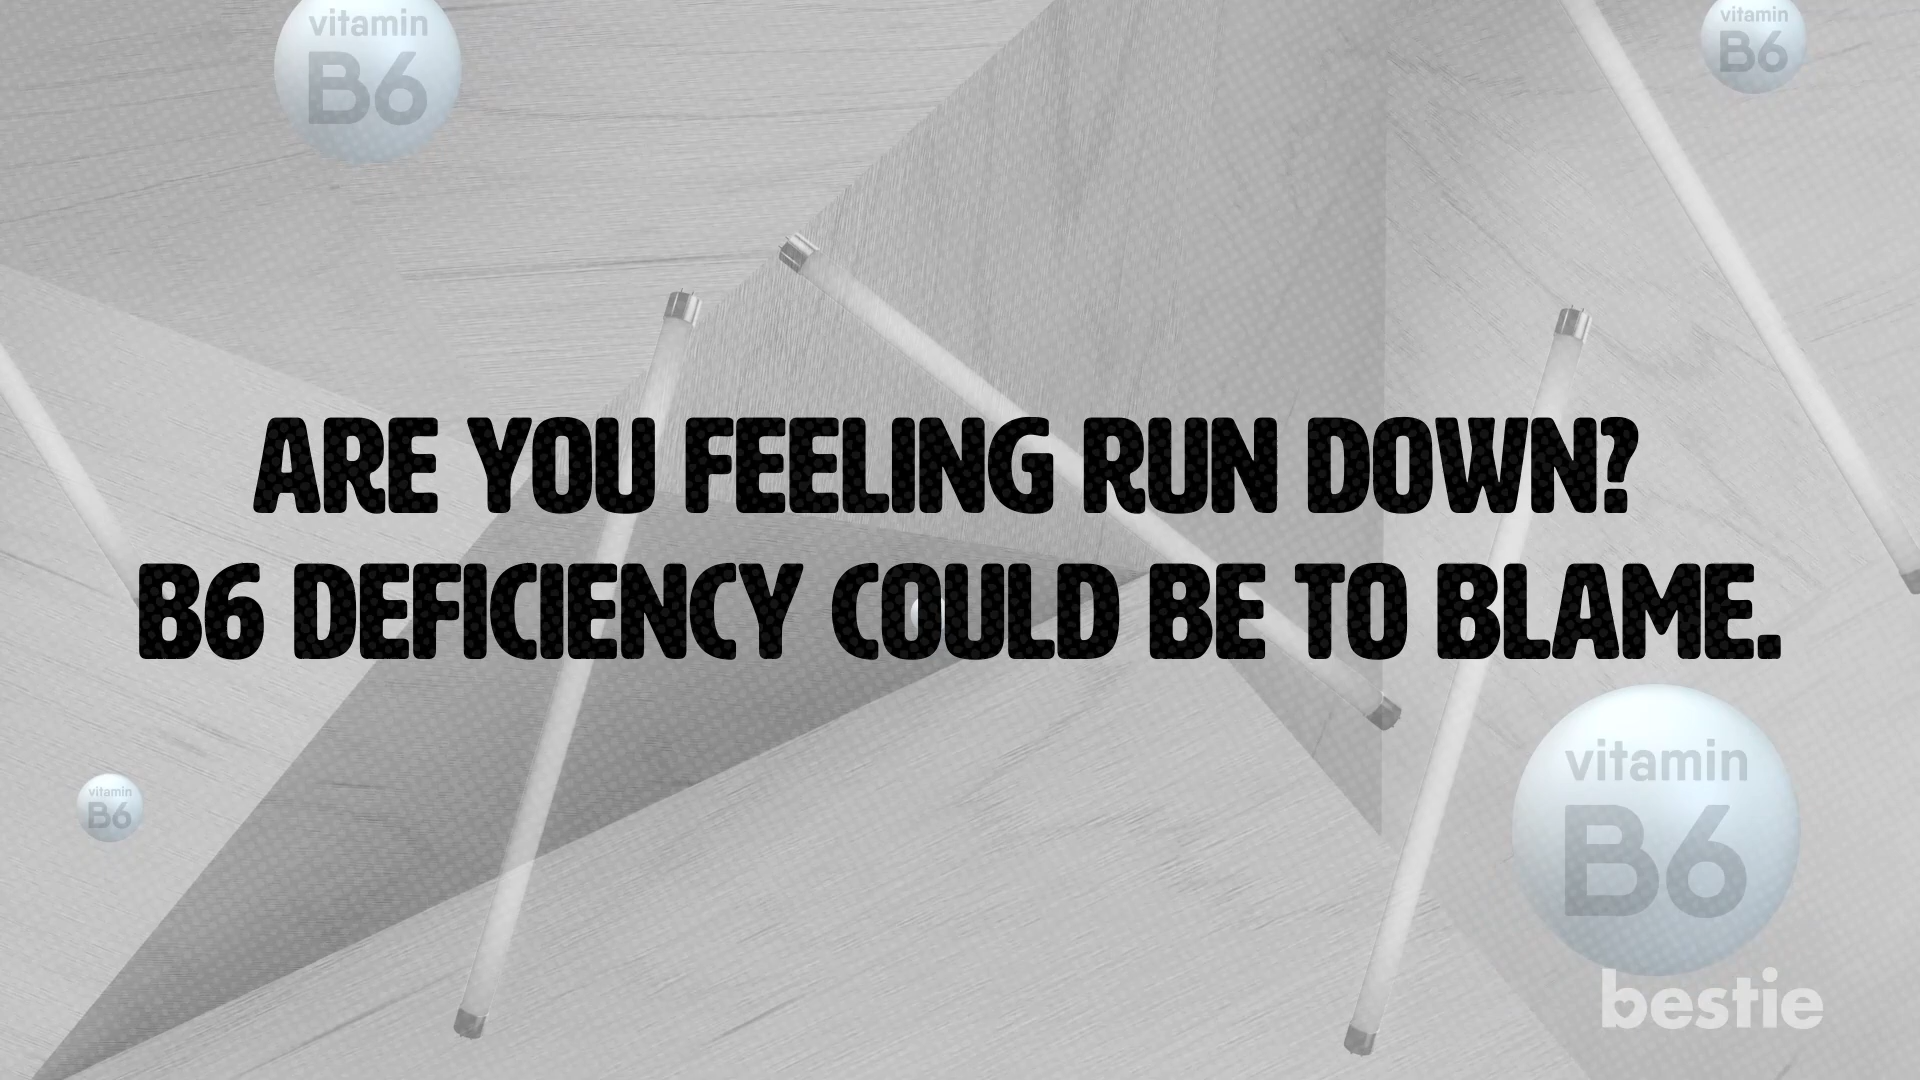 vitamin
B6
vitamin
B6
ARE YOU FEELING RUN DOWN?
B6 DEFICIENCY COULD BE TO BLAME.
vitamin
B6
vitamin
B6
bestie